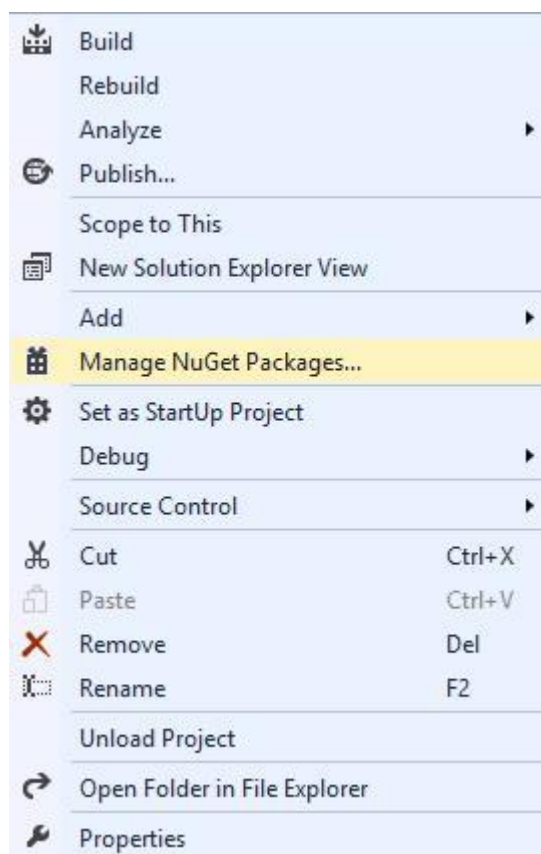 Build
Rebuild
Analyze
Publish...
Scope to This
New Solution Explorer View
Add
Manage NuGet Packages...
Set as StartUp Project
Debug
Source Control
Cut Ctrl+X
Paste Ctrl+V
Remove Del
Rename F2
Unload Project
Open Folder in File Explorer
Properties